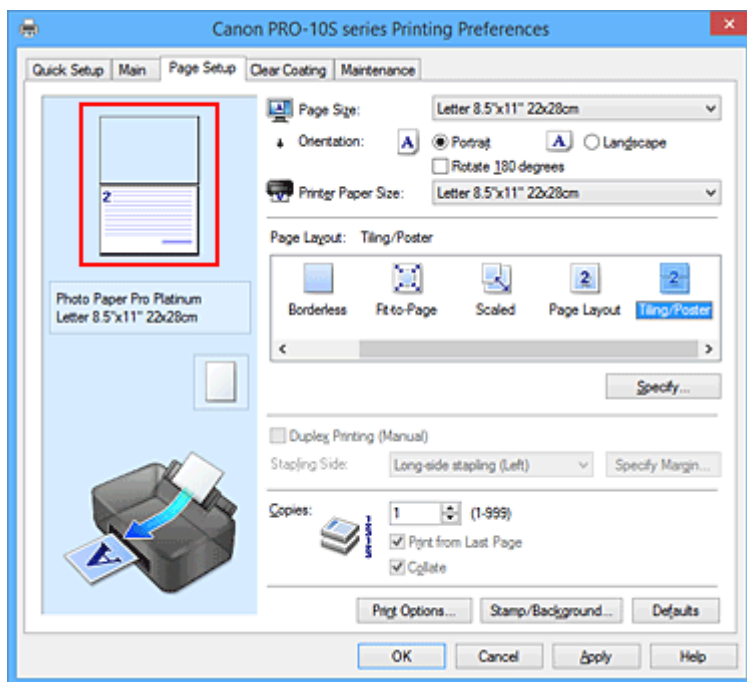 Canon PRO-10S series Printing Preferences
Quick Setup Main Page Setup Clear Coating Maintenance
2
Photo Paper Pro Platinum
Letter 8.5"x11" 22x28cm
A
Page Size: Letter 8.5"x11" 22x28cm
Orientation: A Portrait A Landscape
Rotate 180 degrees
Printer Paper Size: Letter 8.5"x11" 22x28cm
Page Layout: Tiling/Poster
2 2
Borderless Fit-to-Page Scaled Page Layout Tiling/Poster
Specify...
Duplex Printing (Manual)
Stapling Side: Long-side stapling (Left) Specify Margin...
Copies: 1 (1-999)
Print from Last Page
Collate
Print Options... Stamp/Background... Defaults
OK Cancel Apply Help